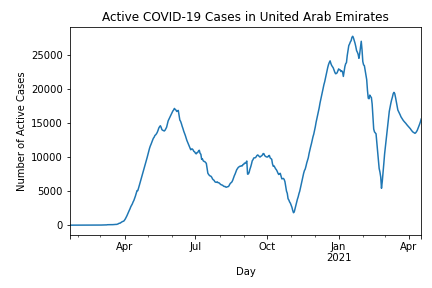 Active COVID-19 Cases in United Arab Emirates
Number of Active Cases
25000
20000
15000
10000
5000
0
Apr
Jul
Oct
Jan
2021
Apr
Day